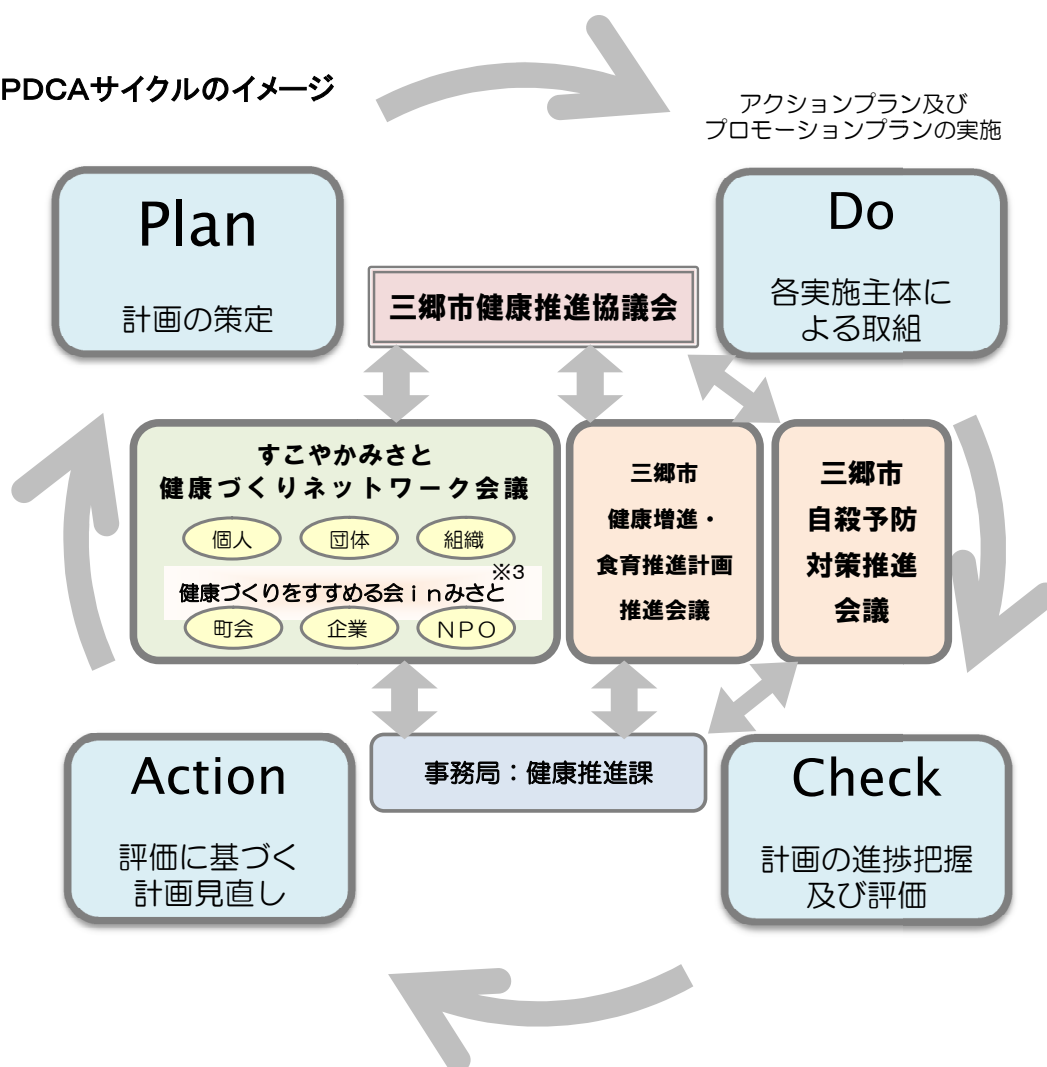 PDCAサイクルのイメージ
アクションプラン及び
プロモーションプランの実施
Plan
計画の策定
Do
各実施主体に
よる取組
三郷市健康推進協議会
すこやかみさと
健康づくりネットワーク会議
個人
団体
組織
※3
健康づくりをすすめる会ｉｎみさと
町会
企業
ＮＰＯ
三郷市
健康増進・
食育推進計画
推進会議
三郷市
自殺予防
対策推進
会議
Action
評価に基づく
計画見直し
事務局：健康推進課
Check
計画の進捗把握
及び評価